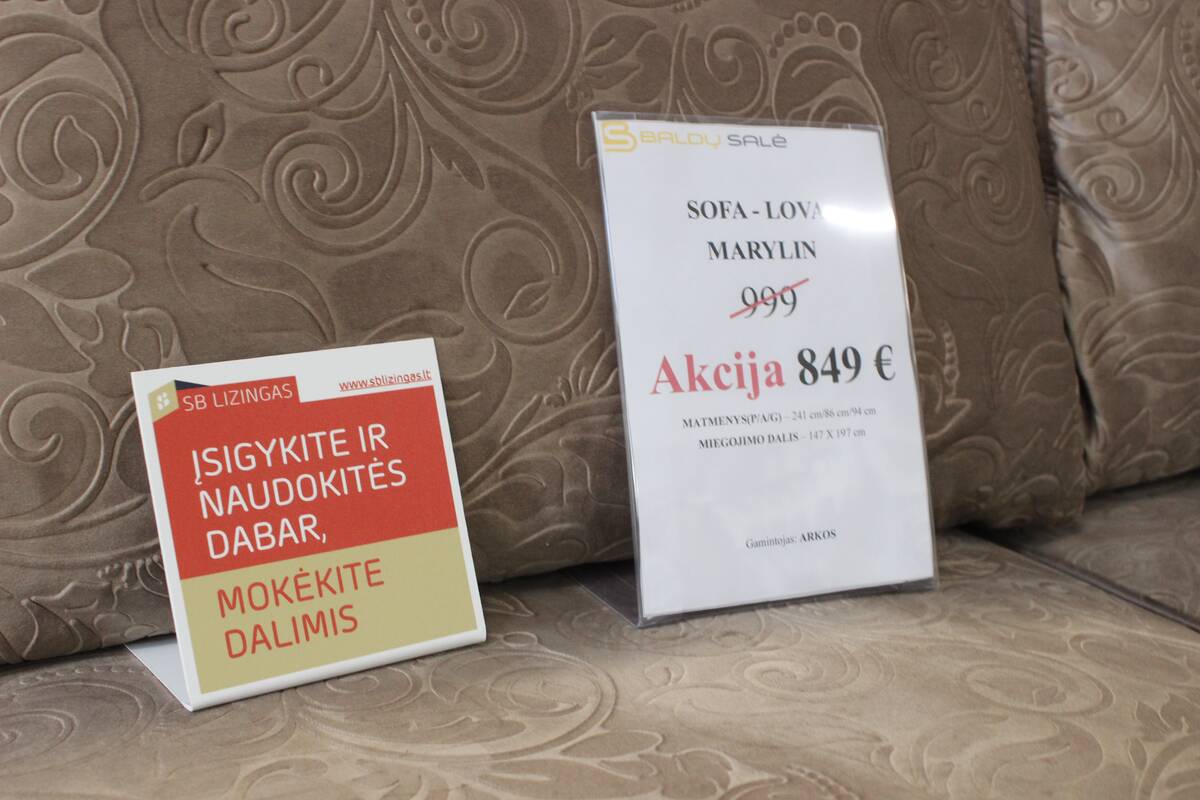 SB LIZINGAS
www.sblizingas.lt
ĮSIGYKITE IR
NAUDOKITĖS
DABAR,
MOKĖKITE
DALIMIS
BALDŲ SALĖ
SOFA - LOVA
MARYLIN
999
Akcija 849 €
MATMENYS(P/A/G) – 241 cm/86 cm/94 cm
MIEGOJIMO DALIS – 147 X 197 cm
Gamintojas: ARKOS